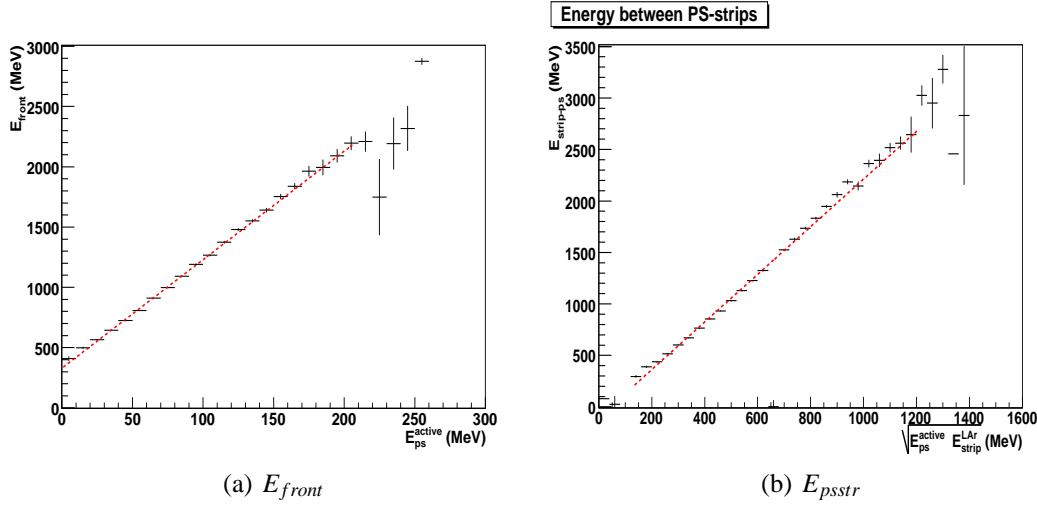 Energy between PS-strips
E_front (MeV)
3000
2500
2000
1500
1000
500
0
0 50 100 150 200 250 300
E_ps^active (MeV)
(a) E_front
E_strip-ps (MeV)
3500
3000
2500
2000
1500
1000
500
0
0 200 400 600 800 1000 1200 1400 1600
√E_ps^active E_strip^LAr (MeV)
(b) E_psstr